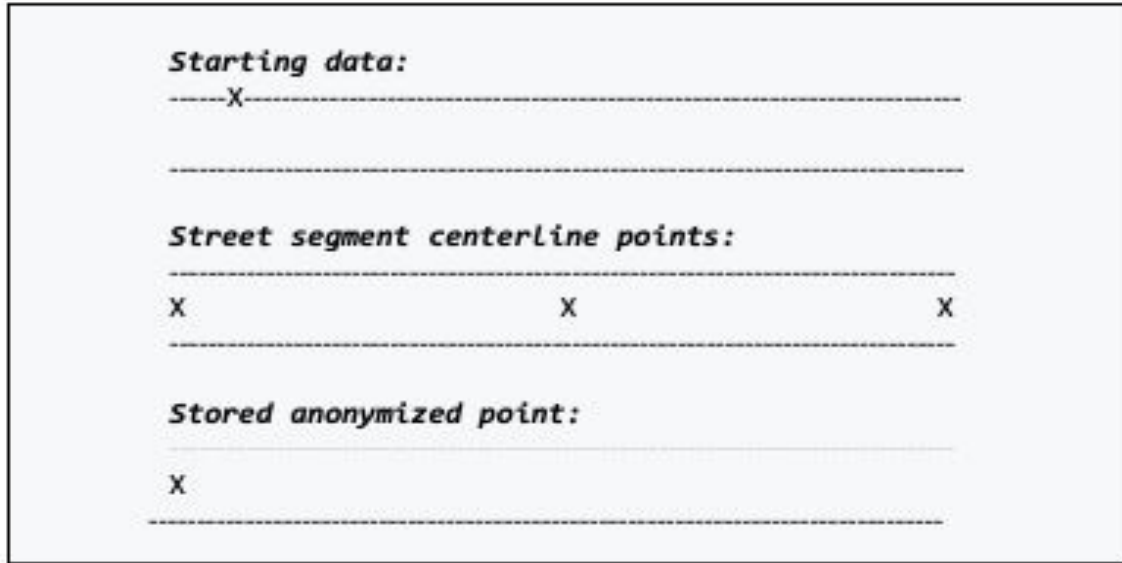 Starting data:
------X--------------------------------------------------------------------------
----------------------------------------------------------------------------------
Street segment centerline points:
---------------------------------------------------------------------------------
X X X
---------------------------------------------------------------------------------
Stored anonymized point:
---------------------------------------------------------------------------------
X
----------------------------------------------------------------------------------